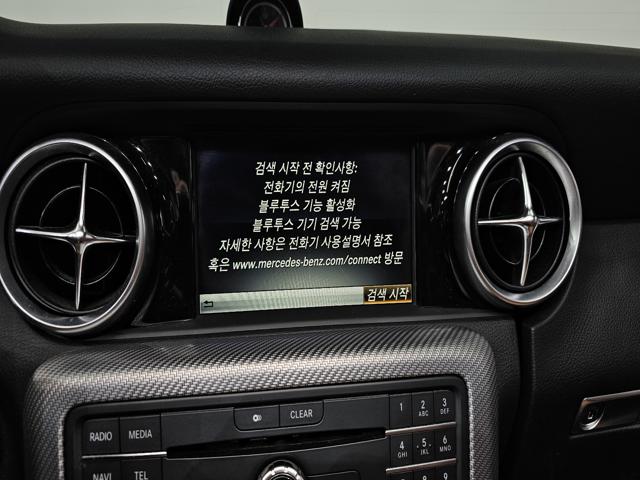 검색 시작 전 확인사항:
전화기의 전원 켜짐
블루투스 기능 활성화
블루투스 기기 검색 가능
자세한 사항은 전화기 사용설명서 참조
혹은 www.mercedes-benz.com/connect 방문
검색 시작
CLEAR
1 2 ABC 3 DEF
RADIO MEDIA
4 GHI 5 JKL 6 MNO
NAVI TEL
7 8 9